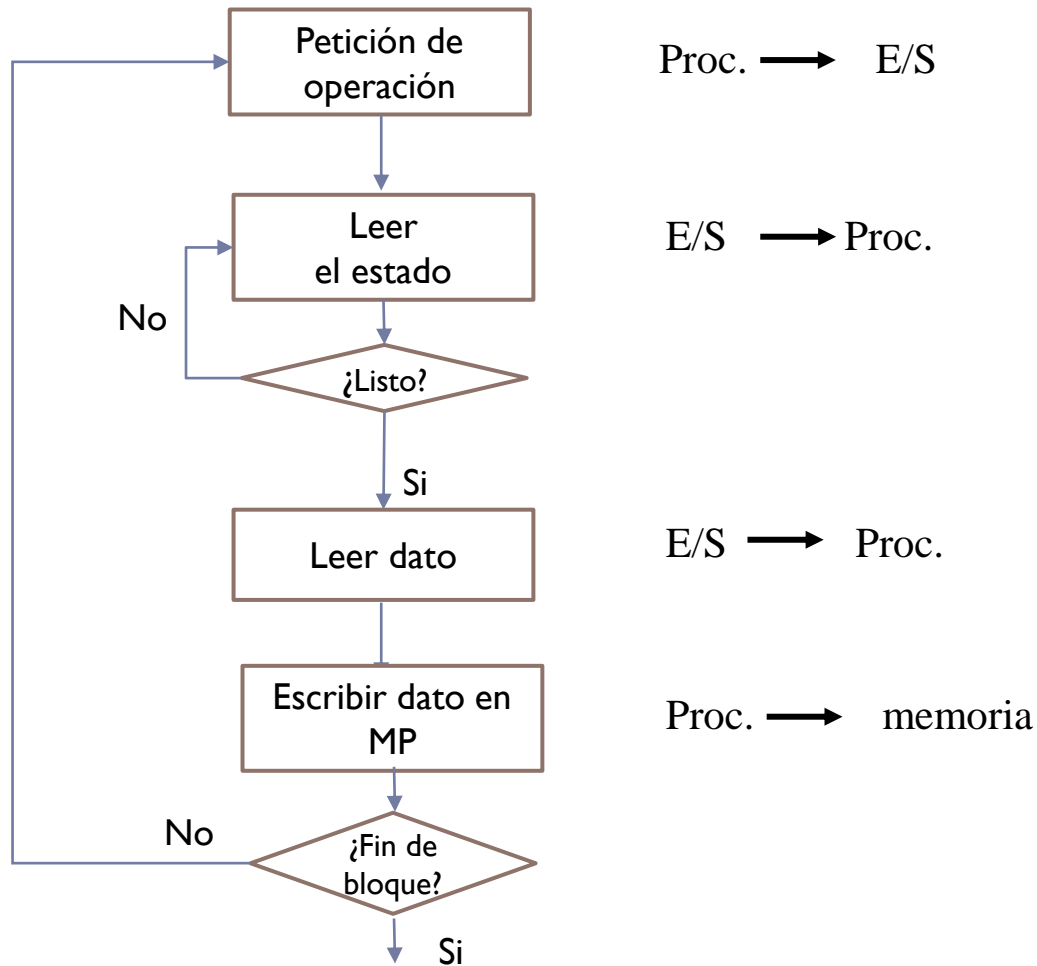 Petición de
operación
Proc. → E/S
Leer
el estado
E/S → Proc.
No
¿Listo?
Si
Leer dato
E/S → Proc.
Escribir dato en
MP
Proc. → memoria
No
¿Fin de
bloque?
Si